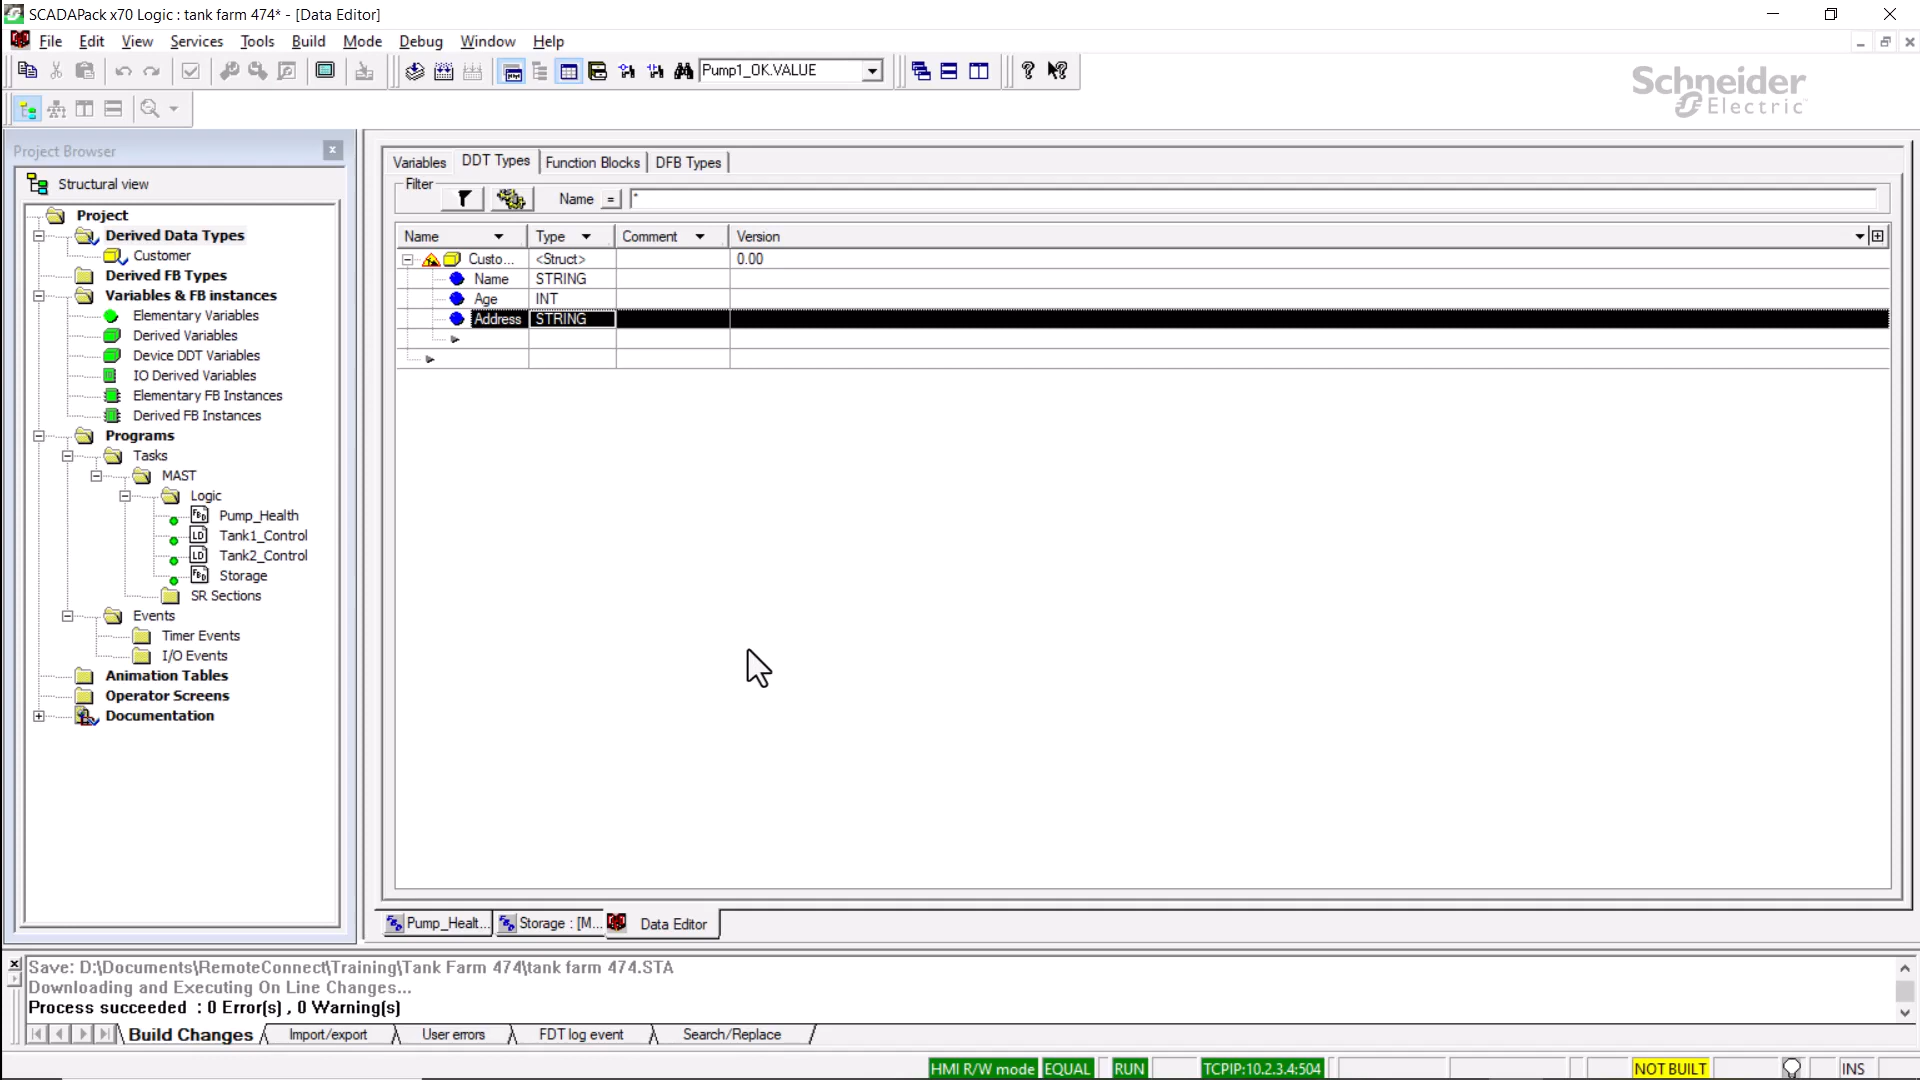 SCADAPack x70 Logic : tank farm 474* - [Data Editor]
File Edit View Services Tools Build Mode Debug Window Help
Pump1_OK.VALUE
Schneider
Electric
Project Browser
Structural view
Project
Derived Data Types
Customer
Derived FB Types
Variables & FB instances
Elementary Variables
Derived Variables
Device DDT Variables
IO Derived Variables
Elementary FB Instances
Derived FB Instances
Programs
Tasks
MAST
Logic
Pump_Health
Tank1_Control
Tank2_Control
Storage
SR Sections
Events
Timer Events
I/O Events
Animation Tables
Operator Screens
Documentation
Variables DDT Types Function Blocks DFB Types
Filter
Name = *
Name Type Comment Version
Custo... <Struct> 0.00
Name STRING
Age INT
Address STRING
Pump_Healt... Storage : [M... Data Editor
Save: D:\Documents\RemoteConnect\Training\Tank Farm 474\tank farm 474.STA
Downloading and Executing On Line Changes...
Process succeeded : 0 Error(s) , 0 Warning(s)
Build Changes Import/export User errors FDT log event Search/Replace
HMI R/W mode EQUAL RUN TCPIP:10.2.3.4:504 NOT BUILT INS